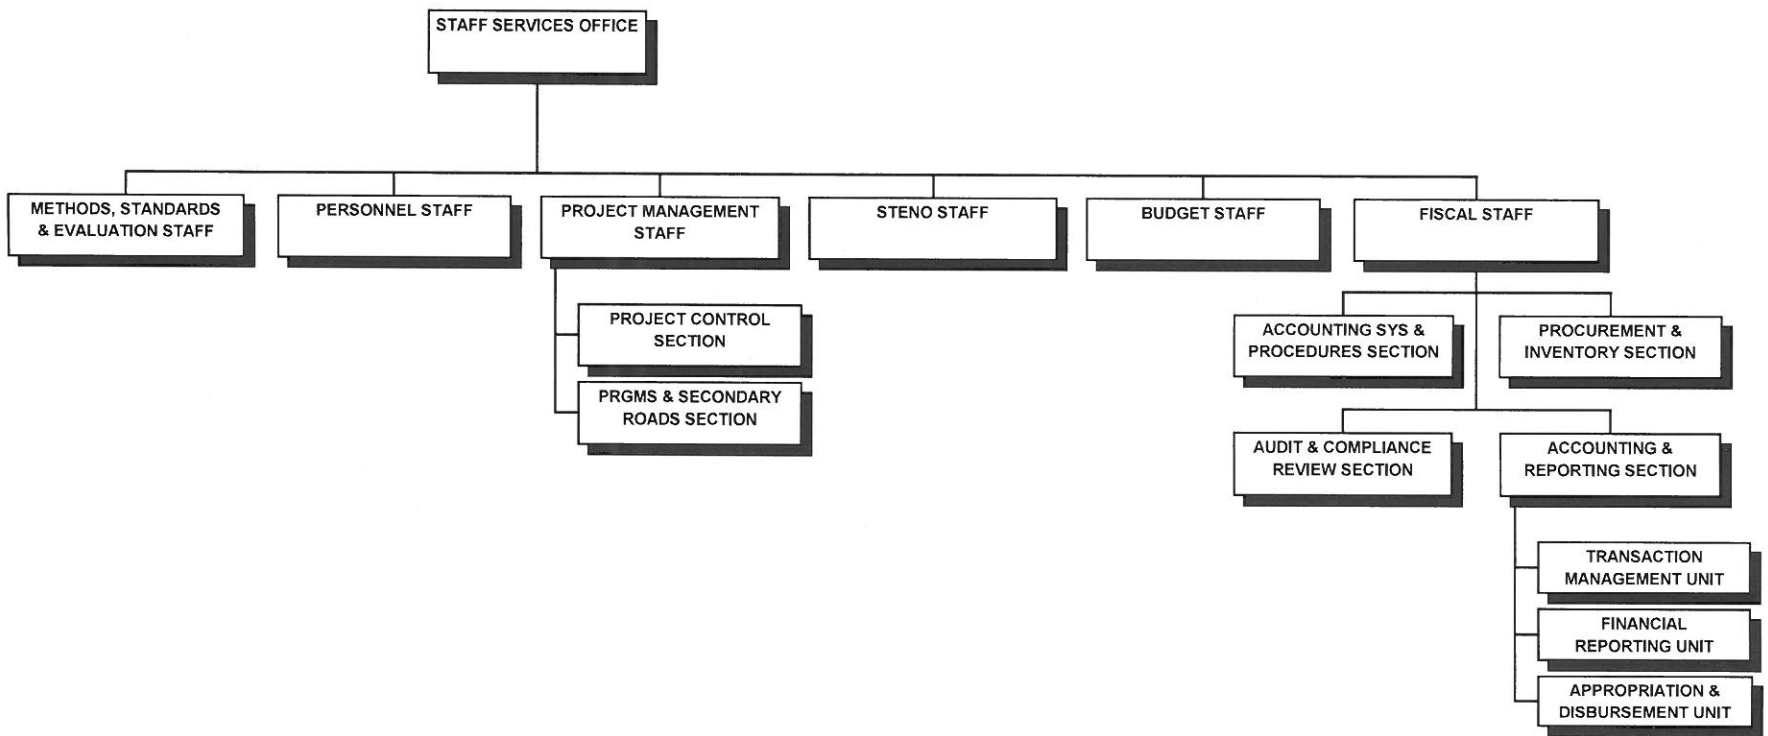 STAFF SERVICES OFFICE
METHODS, STANDARDS
& EVALUATION STAFF
PERSONNEL STAFF
PROJECT MANAGEMENT
STAFF
STENO STAFF
BUDGET STAFF
FISCAL STAFF
PROJECT CONTROL
SECTION
PRGMS & SECONDARY
ROADS SECTION
ACCOUNTING SYS &
PROCEDURES SECTION
PROCUREMENT &
INVENTORY SECTION
AUDIT & COMPLIANCE
REVIEW SECTION
ACCOUNTING &
REPORTING SECTION
TRANSACTION
MANAGEMENT UNIT
FINANCIAL
REPORTING UNIT
APPROPRIATION &
DISBURSEMENT UNIT